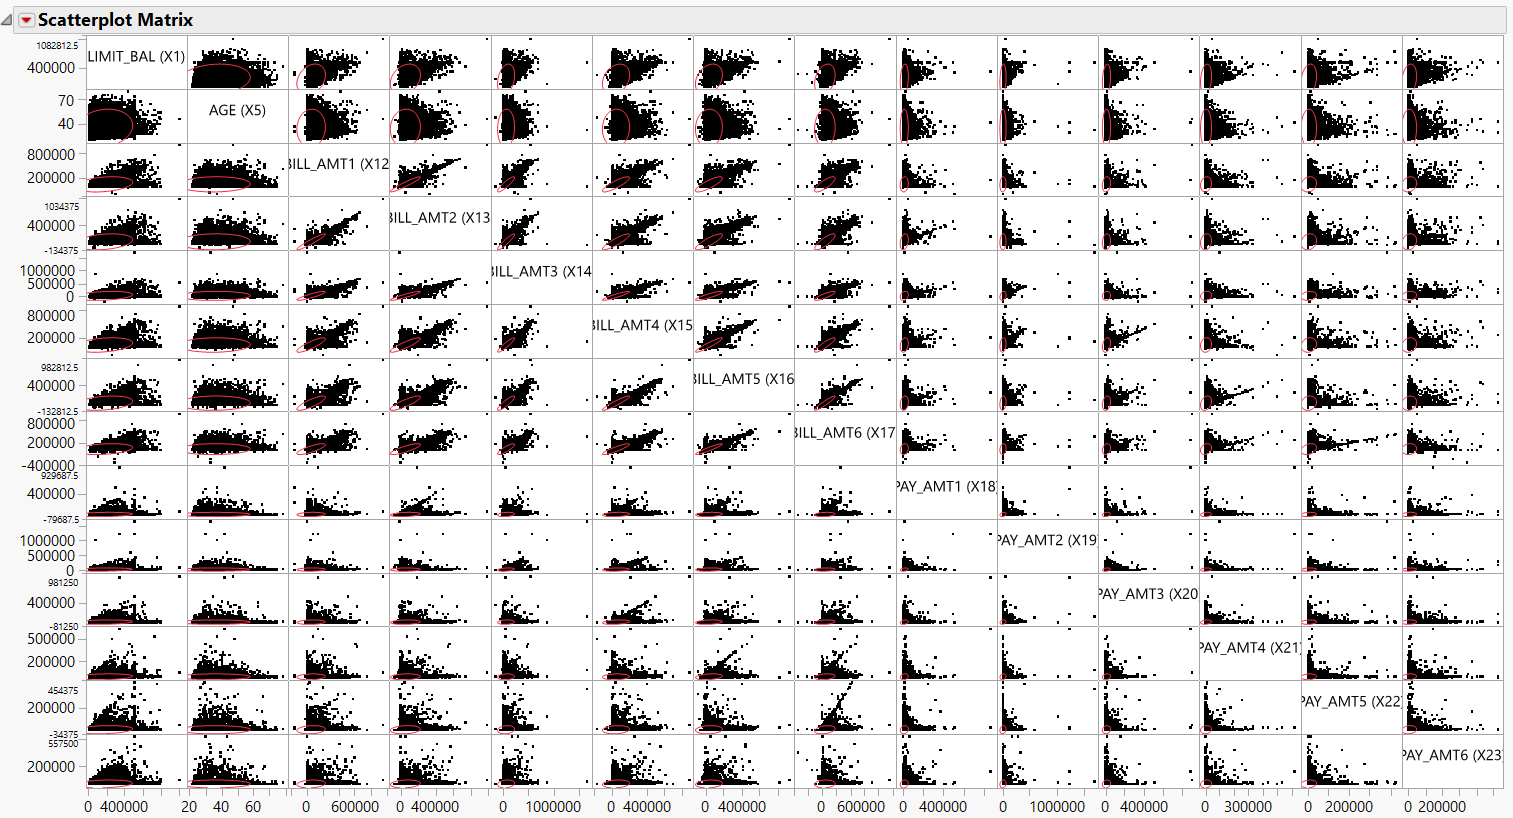 Scatterplot Matrix
1082812.5
LIMIT_BAL (X1)
400000
70
AGE (X5)
40
800000
BILL_AMT1 (X12
200000
1034375
BILL_AMT2 (X13
400000
-134375
1000000
BILL_AMT3 (X14
500000
0
800000
BILL_AMT4 (X15
200000
982812.5
BILL_AMT5 (X16
400000
-132812.5
800000
BILL_AMT6 (X17
200000
-400000
929687.5
PAY_AMT1 (X18)
400000
-79687.5
1000000
PAY_AMT2 (X19)
500000
0
981250
PAY_AMT3 (X20
400000
-81250
500000
PAY_AMT4 (X21)
200000
454375
PAY_AMT5 (X22)
200000
-34375
557500
PAY_AMT6 (X23)
200000
0 400000 20 40 60 0 600000 0 400000 0 1000000 0 400000 0 400000 0 600000 0 400000 0 1000000 0 400000 0 300000 0 200000 0 200000